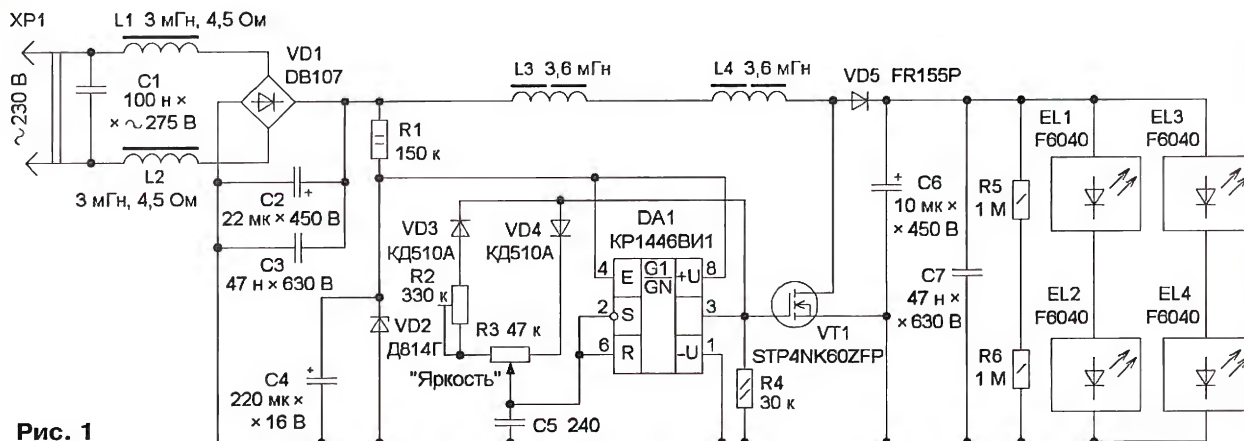 XP1
~230 В
L1 3 мГн, 4,5 Ом
C1
100 н ×
× ~275 В
VD1
DB107
L2
3 мГн, 4,5 Ом
C2
+
22 мк × 450 В
C3
47 н × 630 В
C4
+
220 мк ×
× 16 В
R1
150 к
VD2
Д814Г
VD3
КД510А
VD4
КД510А
R2
330 к
R3 47 к
"Яркость"
C5 240
L3 3,6 мГн
L4 3,6 мГн
DA1
КР1446ВИ1
4
E
G1
GN
+U
8
2
S
3
6
R
–U
1
VT1
STP4NK60ZFP
R4
30 к
VD5 FR155P
+
C6
10 мк ×
× 450 В
C7
47 н ×
× 630 В
R5
1 М
R6
1 М
EL1
F6040
EL3
F6040
EL2
F6040
EL4
F6040
Рис. 1